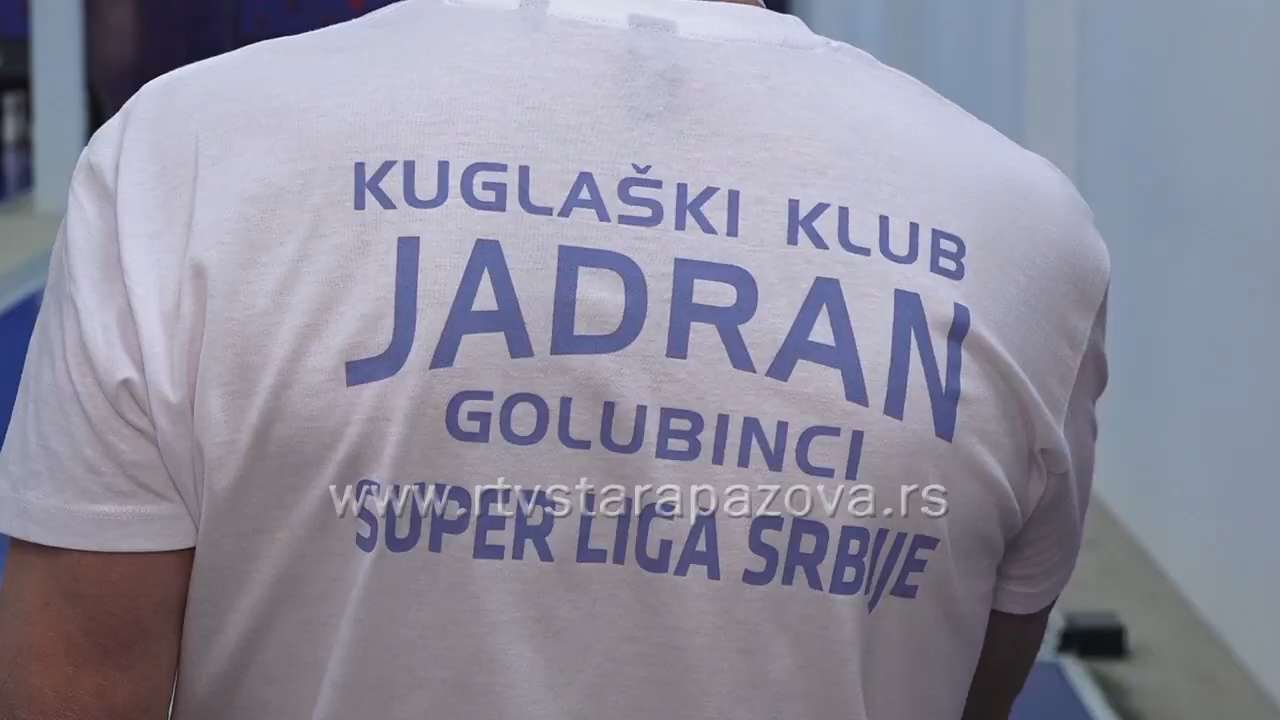 KUGLAŠKI KLUB
JADRAN
GOLUBINCI
www.rtvstarapazova.rs
SUPER LIGA SRBIJE